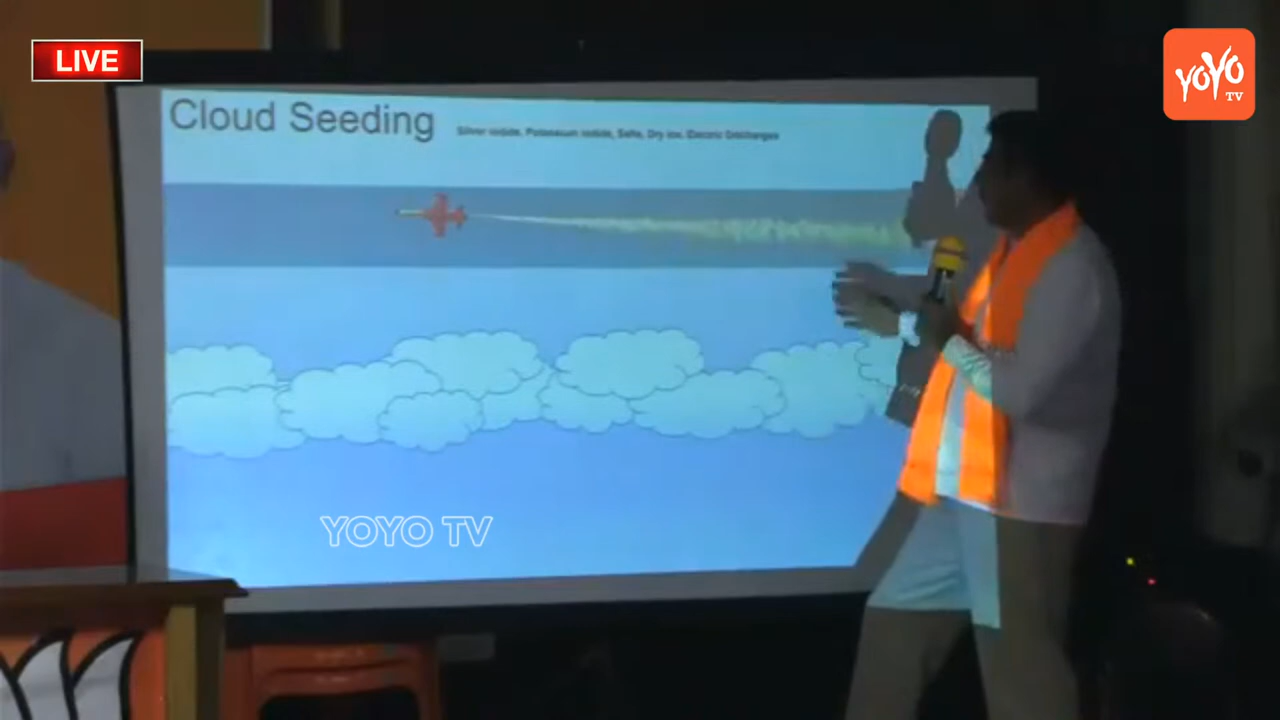 LIVE
YOYO
TV
Cloud Seeding
Silver iodide, Potassium iodide, Salts, Dry ice, Electric Discharges
YOYO TV